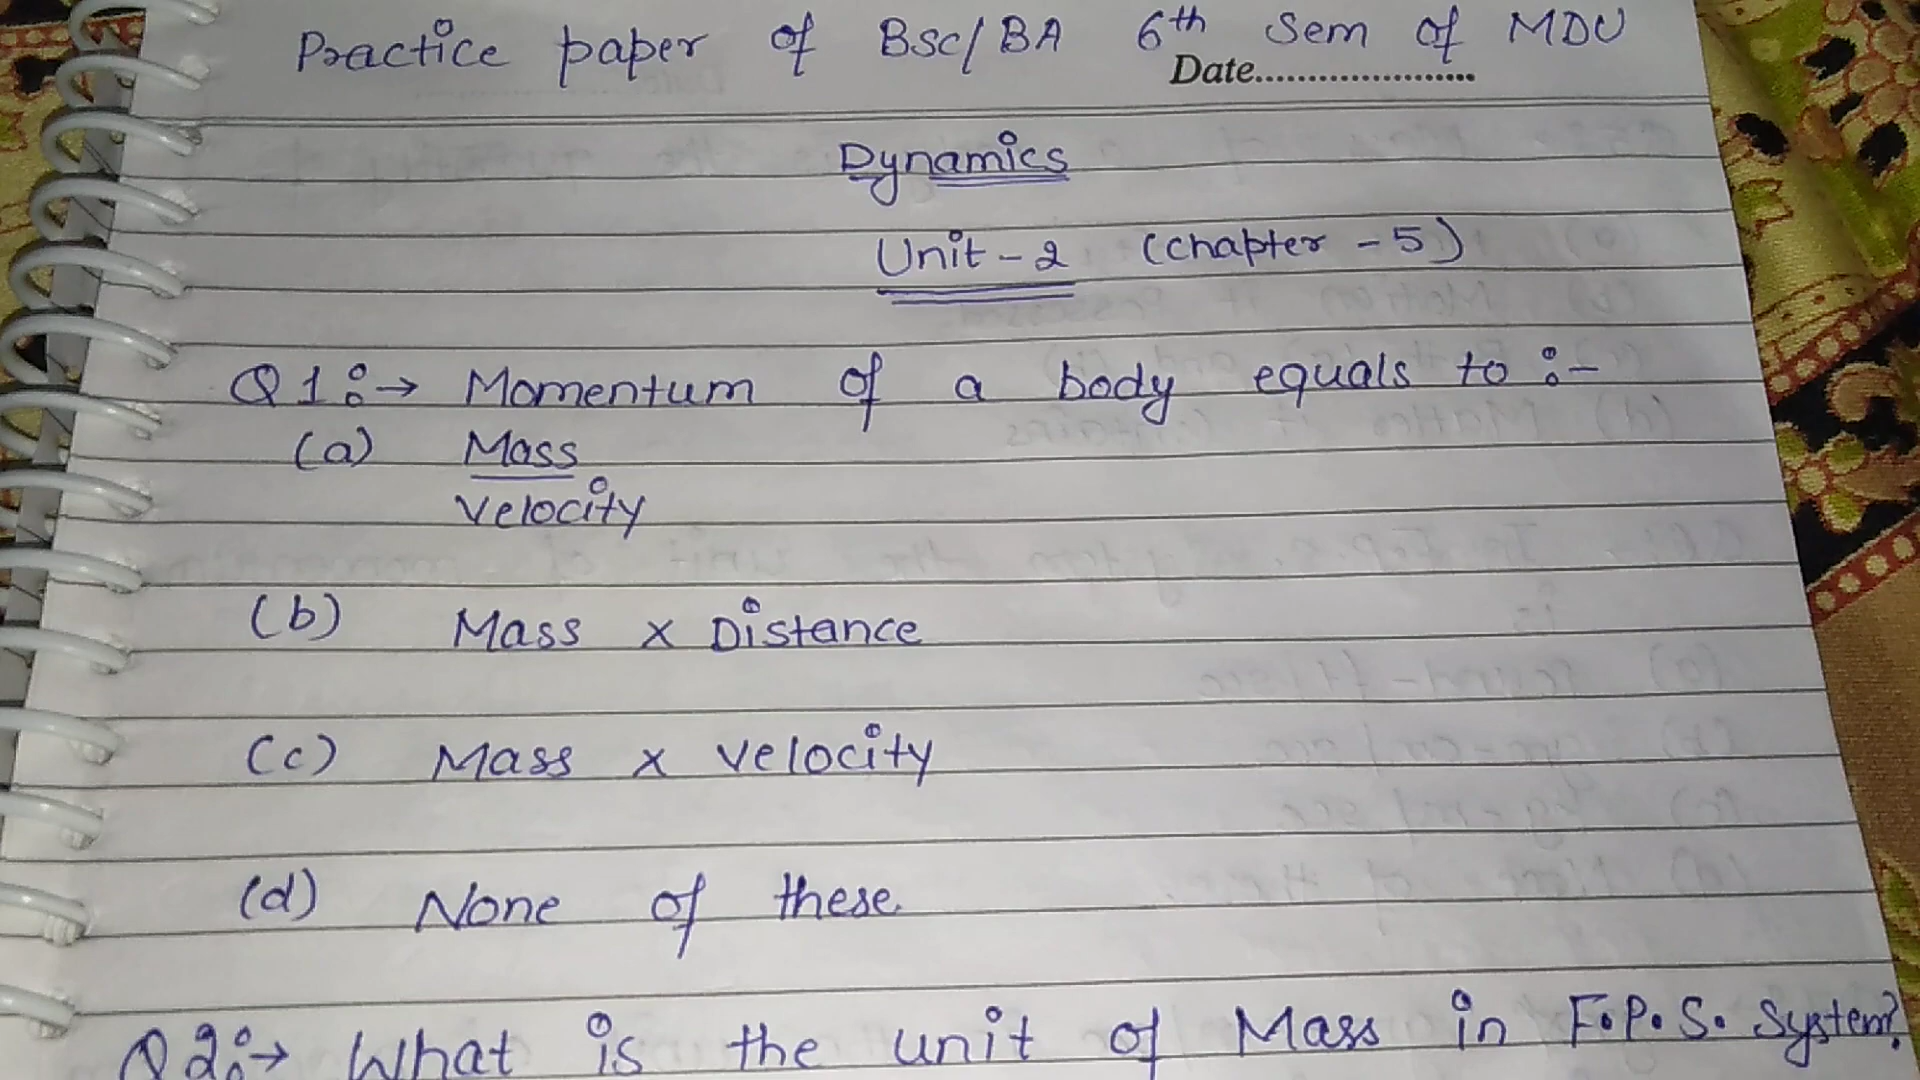 Practice paper of BSC/BA 6th Sem of MDU
Date.....................
Dynamics
Unit-2 (Chapter -5)
Q1:→ Momentum of a body equals to :-
(a) Mass
Velocity
(b) Mass x Distance
(c) Mass x velocity
(d) None of these
Q2:→ What is the unit of Mass in F.P.S. System?